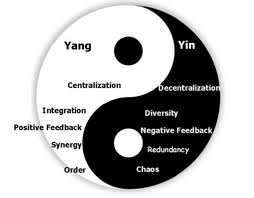 Yang
Yin
Centralization
Decentralization
Integration
Diversity
Positive Feedback
Negative Feedback
Synergy
Redundancy
Order
Chaos